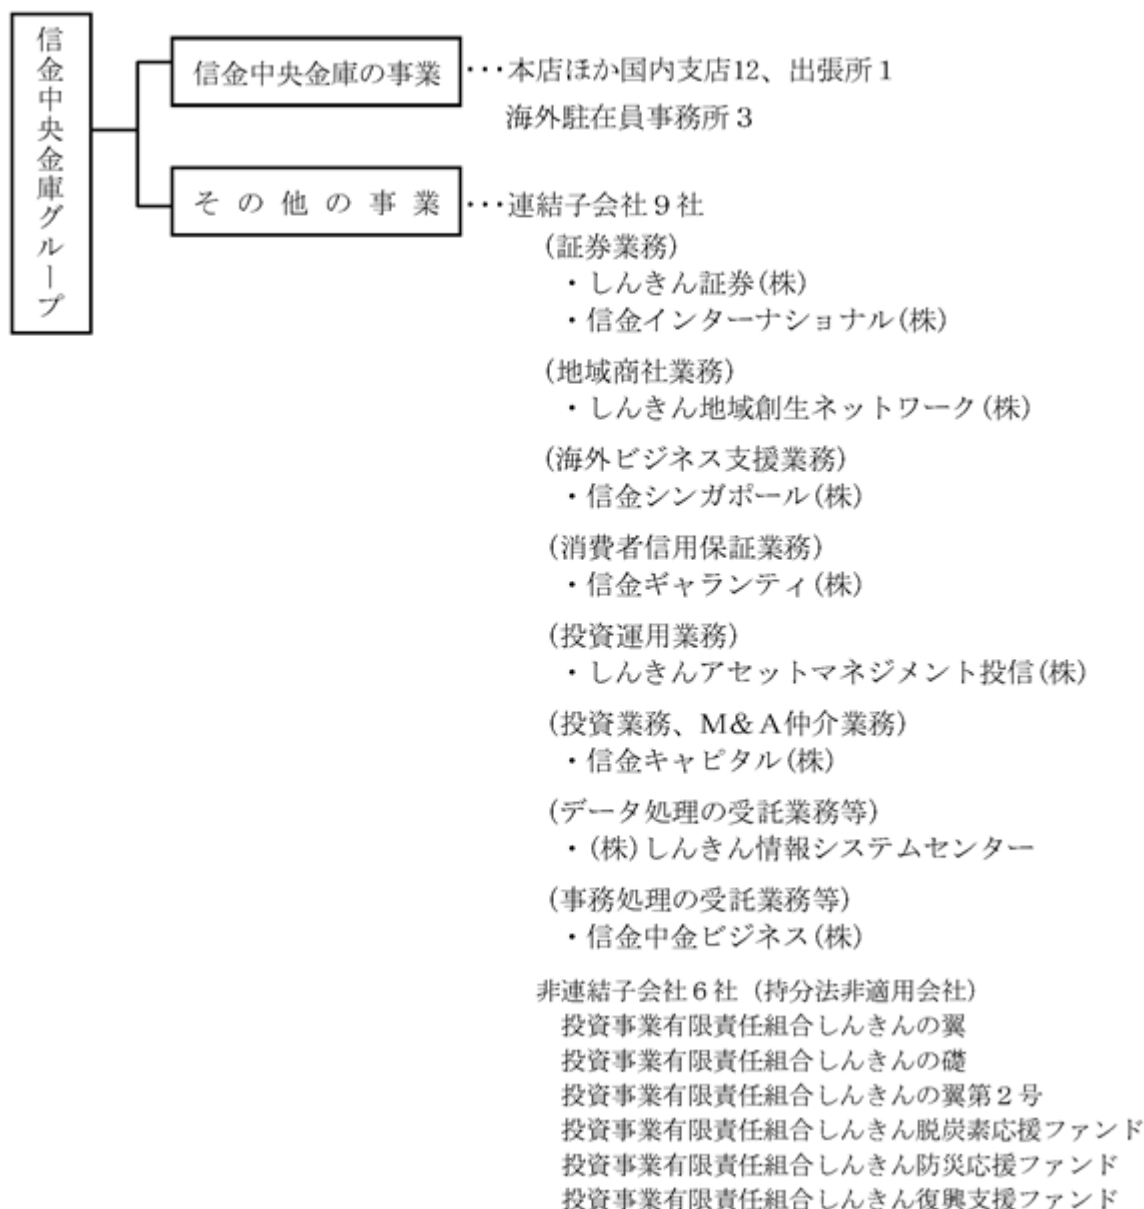 信金中央金庫グループ
信金中央金庫の事業 ･･･本店ほか国内支店12、出張所１
海外駐在員事務所３
その他の事業 ･･･連結子会社９社
(証券業務)
・しんきん証券(株)
・信金インターナショナル(株)
(地域商社業務)
・しんきん地域創生ネットワーク(株)
(海外ビジネス支援業務)
・信金シンガポール(株)
(消費者信用保証業務)
・信金ギャランティ(株)
(投資運用業務)
・しんきんアセットマネジメント投信(株)
(投資業務、Ｍ＆Ａ仲介業務)
・信金キャピタル(株)
(データ処理の受託業務等)
・(株)しんきん情報システムセンター
(事務処理の受託業務等)
・信金中金ビジネス(株)
非連結子会社６社（持分法非適用会社）
投資事業有限責任組合しんきんの翼
投資事業有限責任組合しんきんの礎
投資事業有限責任組合しんきんの翼第２号
投資事業有限責任組合しんきん脱炭素応援ファンド
投資事業有限責任組合しんきん防災応援ファンド
投資事業有限責任組合しんきん復興支援ファンド